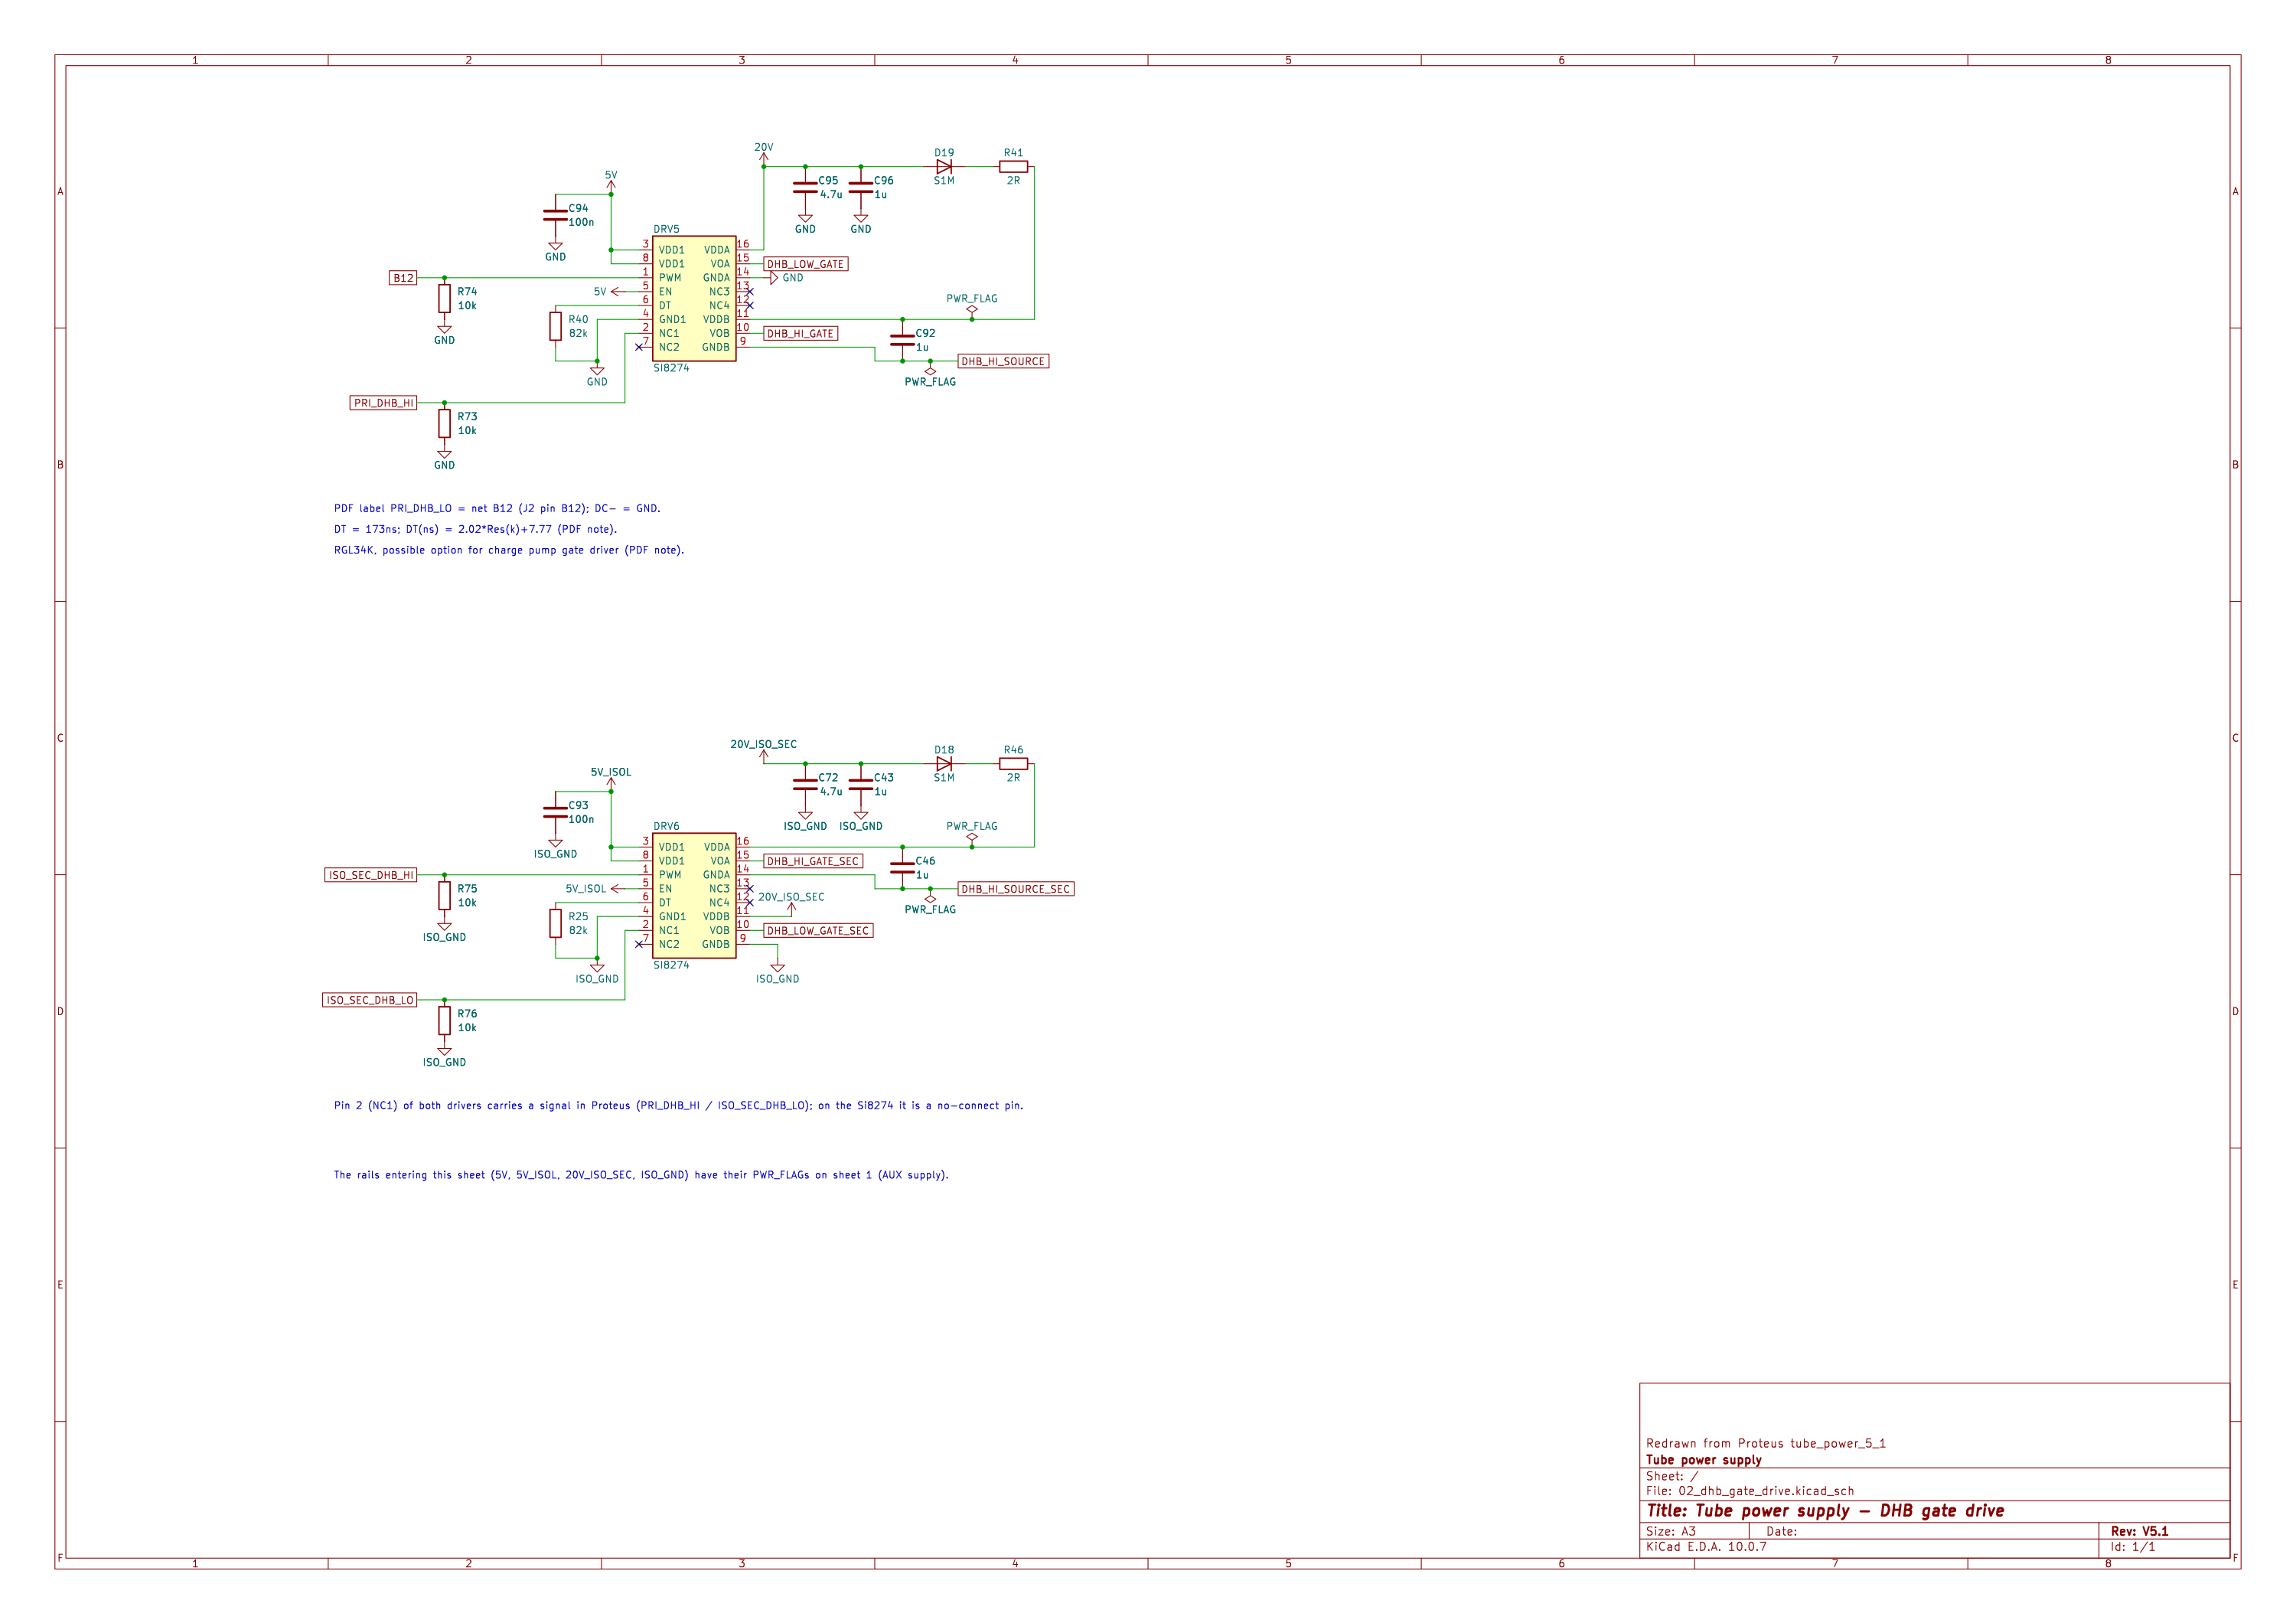 1 2 3 4 5 6 7 8
A A
B B
C C
D D
E E
F F
20V
D19
S1M
R41
2R
5V
C95
4.7u
C96
1u
GND GND
C94
100n
GND
DRV5
3 VDD1 VDDA 16
8 VDD1 VOA 15 DHB_LOW_GATE
B12 1 PWM GNDA 14 GND
5V 5 EN NC3 13
6 DT NC4 12
4 GND1 VDDB 11
2 NC1 VOB 10 DHB_HI_GATE
7 NC2 GNDB 9
SI8274
R74
10k
GND
R40
82k
GND
PWR_FLAG
C92
1u
DHB_HI_SOURCE
PWR_FLAG
PRI_DHB_HI
R73
10k
GND
PDF label PRI_DHB_LO = net B12 (J2 pin B12); DC- = GND.
DT = 173ns; DT(ns) = 2.02*Res(k)+7.77 (PDF note).
RGL34K, possible option for charge pump gate driver (PDF note).
20V_ISO_SEC
D18
S1M
R46
2R
5V_ISOL
C72
4.7u
C43
1u
ISO_GND ISO_GND
C93
100n
ISO_GND
PWR_FLAG
DRV6
3 VDD1 VDDA 16
8 VDD1 VOA 15 DHB_HI_GATE_SEC
ISO_SEC_DHB_HI 1 PWM GNDA 14
5V_ISOL 5 EN NC3 13
6 DT NC4 12 20V_ISO_SEC
4 GND1 VDDB 11
2 NC1 VOB 10 DHB_LOW_GATE_SEC
7 NC2 GNDB 9
SI8274
C46
1u
DHB_HI_SOURCE_SEC
PWR_FLAG
R75
10k
ISO_GND
R25
82k
ISO_GND
ISO_GND
ISO_SEC_DHB_LO
R76
10k
ISO_GND
Pin 2 (NC1) of both drivers carries a signal in Proteus (PRI_DHB_HI / ISO_SEC_DHB_LO); on the Si8274 it is a no-connect pin.
The rails entering this sheet (5V, 5V_ISOL, 20V_ISO_SEC, ISO_GND) have their PWR_FLAGs on sheet 1 (AUX supply).
Redrawn from Proteus tube_power_5_1
Tube power supply
Sheet: /
File: 02_dhb_gate_drive.kicad_sch
Title: Tube power supply - DHB gate drive
Size: A3 Date: Rev: V5.1
KiCad E.D.A. 10.0.7 Id: 1/1
1 2 3 4 5 6 7 8